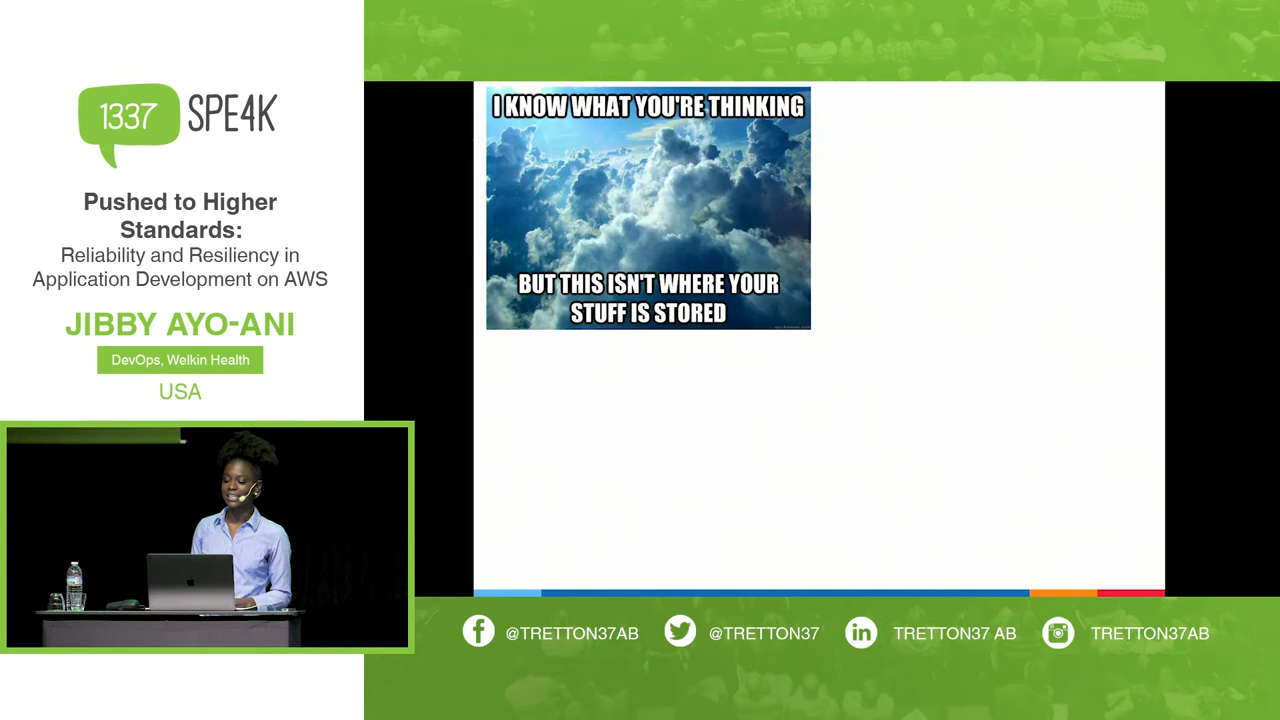 1337
SPE4K
Pushed to Higher
Standards:
Reliability and Resiliency in
Application Development on AWS
JIBBY AYO-ANI
DevOps, Welkin Health
USA
I KNOW WHAT YOU'RE THINKING
BUT THIS ISN'T WHERE YOUR
STUFF IS STORED
@TRETTON37AB
@TRETTON37
TRETTON37 AB
TRETTON37AB